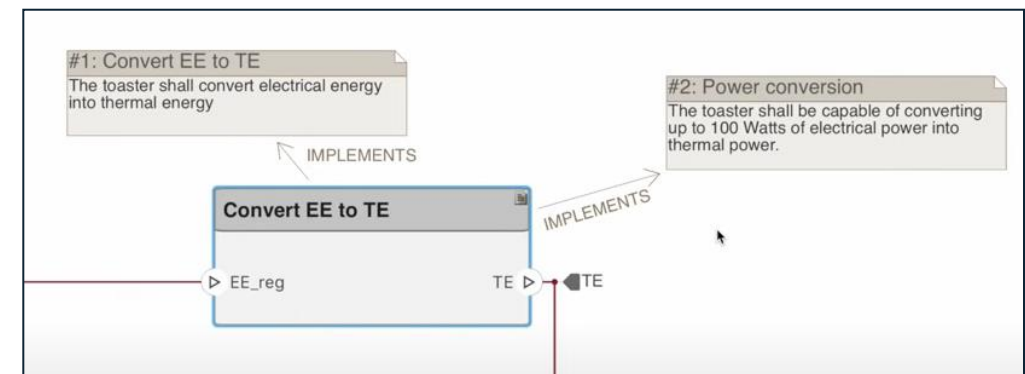 #1: Convert EE to TE
The toaster shall convert electrical energy
into thermal energy
#2: Power conversion
The toaster shall be capable of converting
up to 100 Watts of electrical power into
thermal power.
IMPLEMENTS
IMPLEMENTS
Convert EE to TE
EE_reg
TE
TE